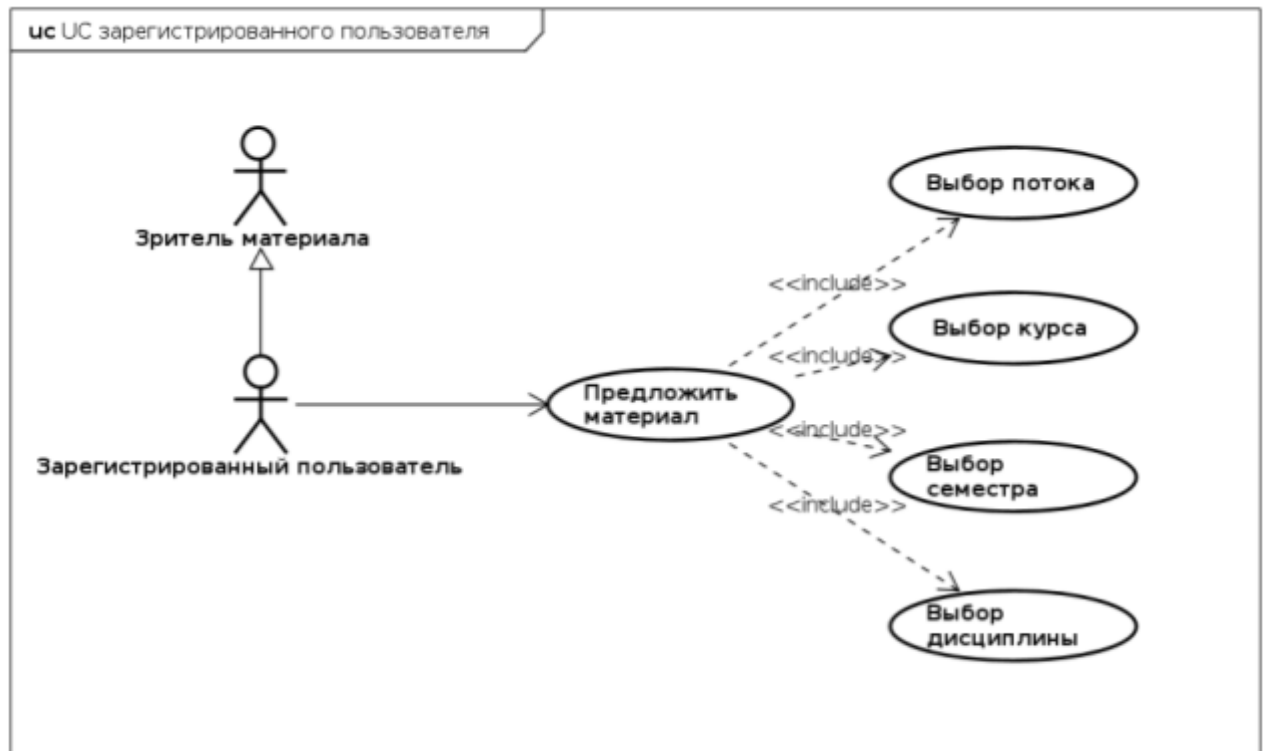 uc UC зарегистрированного пользователя
Зритель материала
Зарегистрированный пользователь
Предложить
материал
<<include>>
<<include>>
<<include>>
<<include>>
Выбор потока
Выбор курса
Выбор
семестра
Выбор
дисциплины